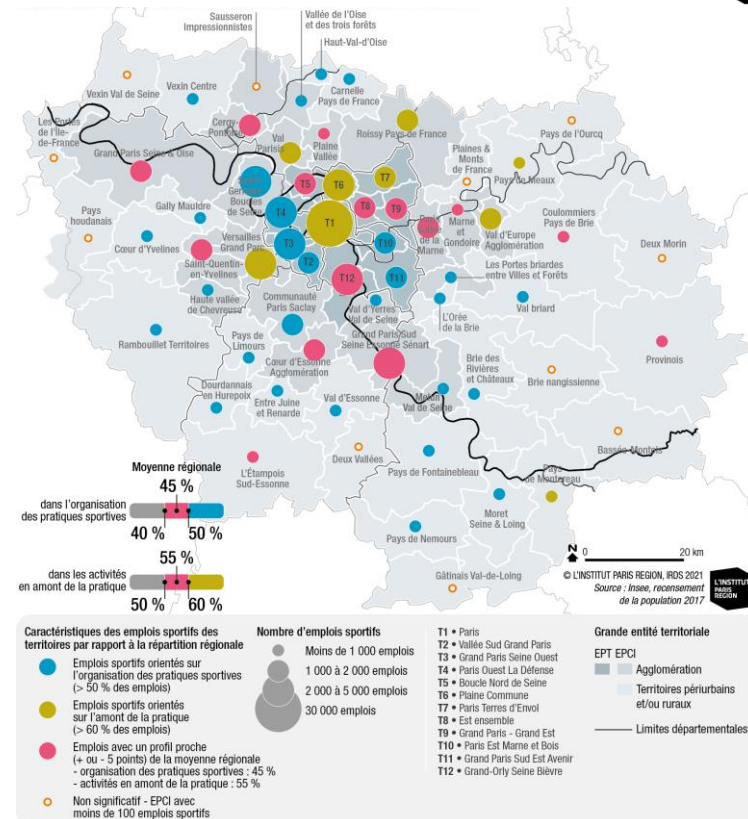 Sausseron
Impressionnistes
Vallée de l'Oise
et des trois forêts
Haut-Val-d'Oise
Vexin Val de Seine
Vexin Centre
Carnelle
Pays de France
Les Portes
de l'Île-
de-France
Cergy-
Pontoise
Val
Parisis
Plaine
Vallée
Roissy Pays de France
Plaines &
Monts
de France
Pays de l'Ourcq
Grand Paris Seine & Oise
Pays de Meaux
T5
T6
T7
Germain
Boucles
de Seine
T4
T8
T9
T1
Marne
et
Gondoire
Val d'Europe
Agglomération
Coulommiers
Pays de Brie
Pays
houdanais
Gally Mauldre
Cœur d'Yvelines
Versailles
Grand Parc
T3
T2
T10
de la
Marne
Deux Morin
Saint-Quentin-
en-Yvelines
T12
T11
Les Portes briardes
entre Villes et Forêts
Haute vallée
de Chevreuse
Communauté
Paris Saclay
Val d'Yerres
Val de Seine
L'Orée
de la Brie
Val briard
Rambouillet Territoires
Pays de
Limours
Grand Paris Sud
Seine Essonne Sénart
Cœur d'Essonne
Agglomération
Brie des
Rivières
et Châteaux
Provinois
Brie nangissienne
Dourdannais
en Hurepoix
Entre Juine
et Renarde
Val d'Essonne
Melun
Val de Seine
Bassée-Montois
L'Étampois
Sud-Essonne
Deux Vallées
Pays de Fontainebleau
Pays
de Montereau
Moret
Seine & Loing
Pays de Nemours
Gâtinais Val-de-Loing
Moyenne régionale
45 %
dans l'organisation
des pratiques sportives
40 %
50 %
55 %
dans les activités
en amont de la pratique
50 %
60 %
N
0
20 km
© L'INSTITUT PARIS REGION, IRDS 2021
Source : Insee, recensement
de la population 2017
L'INSTITUT
PARIS
REGION
Caractéristiques des emplois sportifs des
territoires par rapport à la répartition régionale
Emplois sportifs orientés sur
l'organisation des pratiques sportives
(> 50 % des emplois)
Emplois sportifs orientés
sur l'amont de la pratique
(> 60 % des emplois)
Emplois avec un profil proche
(+ ou - 5 points) de la moyenne régionale
- organisation des pratiques sportives : 45 %
- activités en amont de la pratique : 55 %
Non significatif - EPCI avec
moins de 100 emplois sportifs
Nombre d'emplois sportifs
Moins de 1 000 emplois
1 000 à 2 000 emplois
2 000 à 5 000 emplois
30 000 emplois
T1 • Paris
T2 • Vallée Sud Grand Paris
T3 • Grand Paris Seine Ouest
T4 • Paris Ouest La Défense
T5 • Boucle Nord de Seine
T6 • Plaine Commune
T7 • Paris Terres d'Envol
T8 • Est ensemble
T9 • Grand Paris - Grand Est
T10 • Paris Est Marne et Bois
T11 • Grand Paris Sud Est Avenir
T12 • Grand-Orly Seine Bièvre
Grande entité territoriale
EPT EPCI
Agglomération
Territoires périurbains
et/ou ruraux
Limites départementales